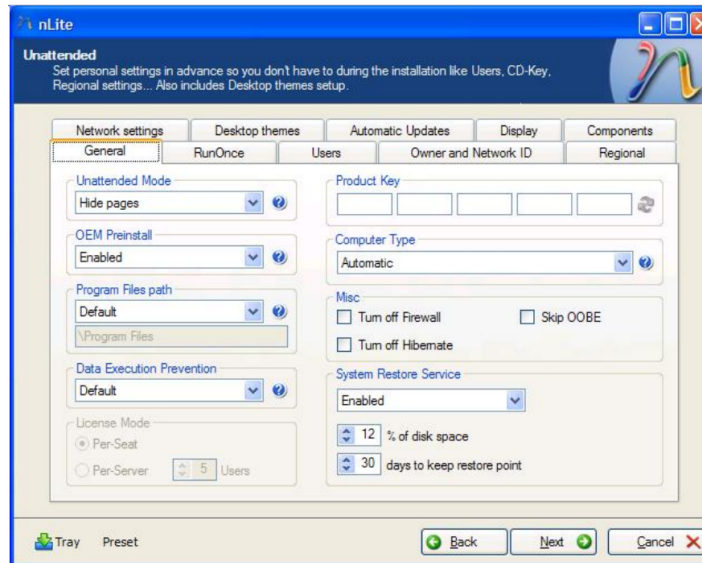 nLite
Unattended
Set personal settings in advance so you don't have to during the installation like Users, CD-Key,
Regional settings... Also includes Desktop themes setup.
Network settings Desktop themes Automatic Updates Display Components
General RunOnce Users Owner and Network ID Regional
Unattended Mode
Hide pages
OEM Preinstall
Enabled
Program Files path
Default
\Program Files
Data Execution Prevention
Default
License Mode
Per-Seat
Per-Server 5 Users
Product Key
Computer Type
Automatic
Misc
Turn off Firewall Skip OOBE
Turn off Hibernate
System Restore Service
Enabled
12 % of disk space
30 days to keep restore point
Tray Preset Back Next Cancel